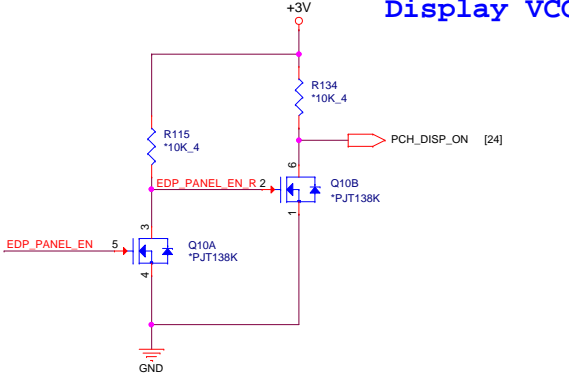 +3V
Display VCC
R134
*10K_4
R115
*10K_4
PCH_DISP_ON [24]
6
EDP_PANEL_EN_R 2
Q10B
*PJT138K
1
3
EDP_PANEL_EN 5
Q10A
*PJT138K
4
GND